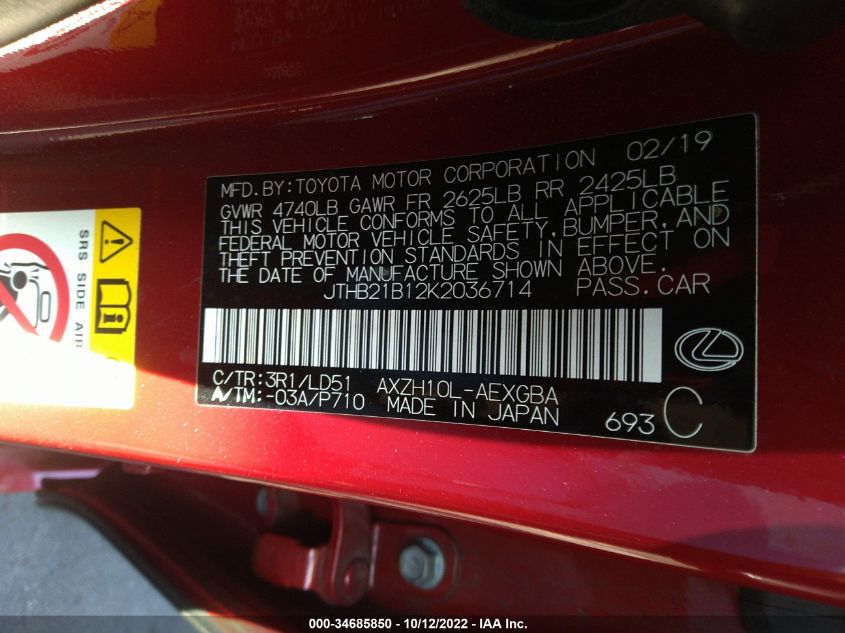 MFD. BY: TOYOTA MOTOR CORPORATION 02/19
GVWR 4740LB GAWR FR 2625LB RR 2425LB
THIS VEHICLE CONFORMS TO ALL APPLICABLE
FEDERAL MOTOR VEHICLE SAFETY, BUMPER, AND
THEFT PREVENTION STANDARDS IN EFFECT ON
THE DATE OF MANUFACTURE SHOWN ABOVE.
JTHB21B12K2036714 PASS. CAR
C/TR: 3R1/LD51 AXZH10L-AEXGBA
A/TM: -03A/P710 MADE IN JAPAN
693 C
SRS SIDE AIR
000-34685850 - 10/12/2022 - IAA Inc.